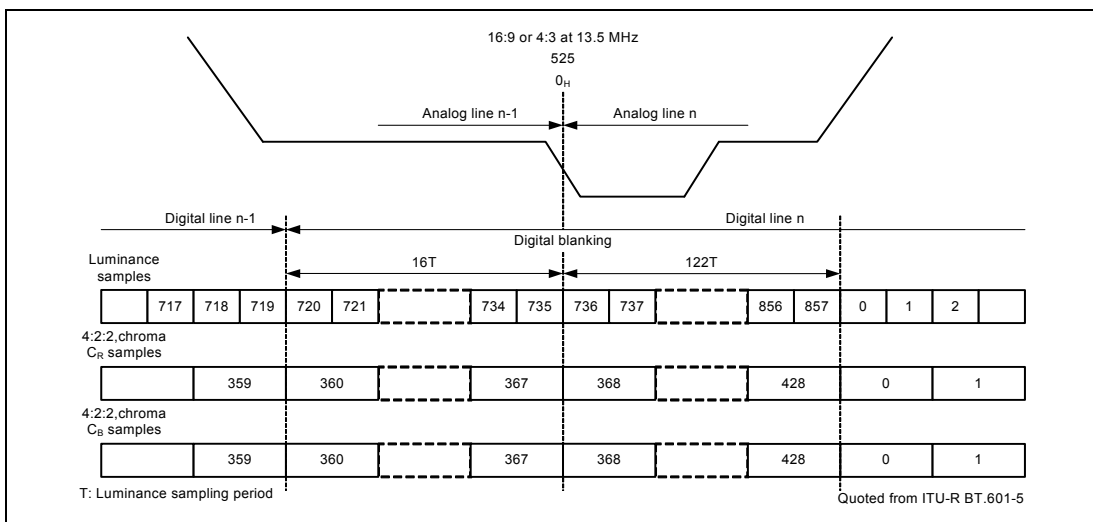 16:9 or 4:3 at 13.5 MHz
525
0H
Analog line n-1
Analog line n
Digital line n-1
Digital line n
Digital blanking
Luminance
samples
16T
122T
717 718 719 720 721 734 735 736 737 856 857 0 1 2
4:2:2,chroma
CR samples
359 360 367 368 428 0 1
4:2:2,chroma
CB samples
359 360 367 368 428 0 1
T: Luminance sampling period
Quoted from ITU-R BT.601-5